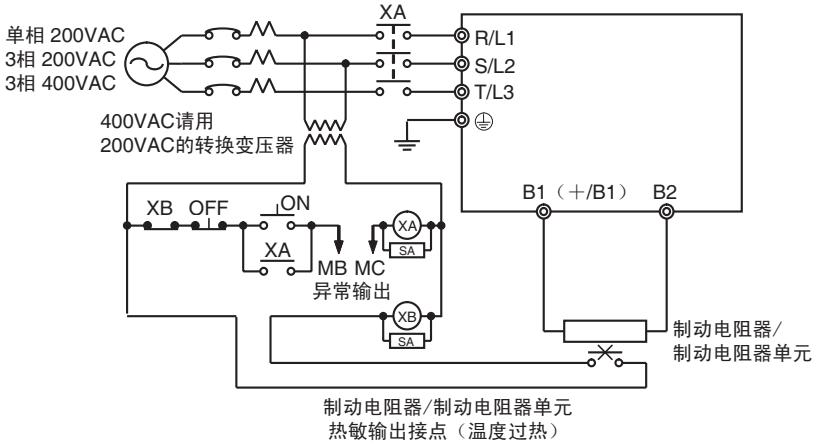 XA
单相 200VAC
3相 200VAC
3相 400VAC
R/L1
S/L2
T/L3
400VAC请用
200VAC的转换变压器
B1（＋/B1） B2
XB OFF ON
XA
SA
XA
MB MC
异常输出
XB
SA
制动电阻器/
制动电阻器单元
制动电阻器/制动电阻器单元
热敏输出接点（温度过热）